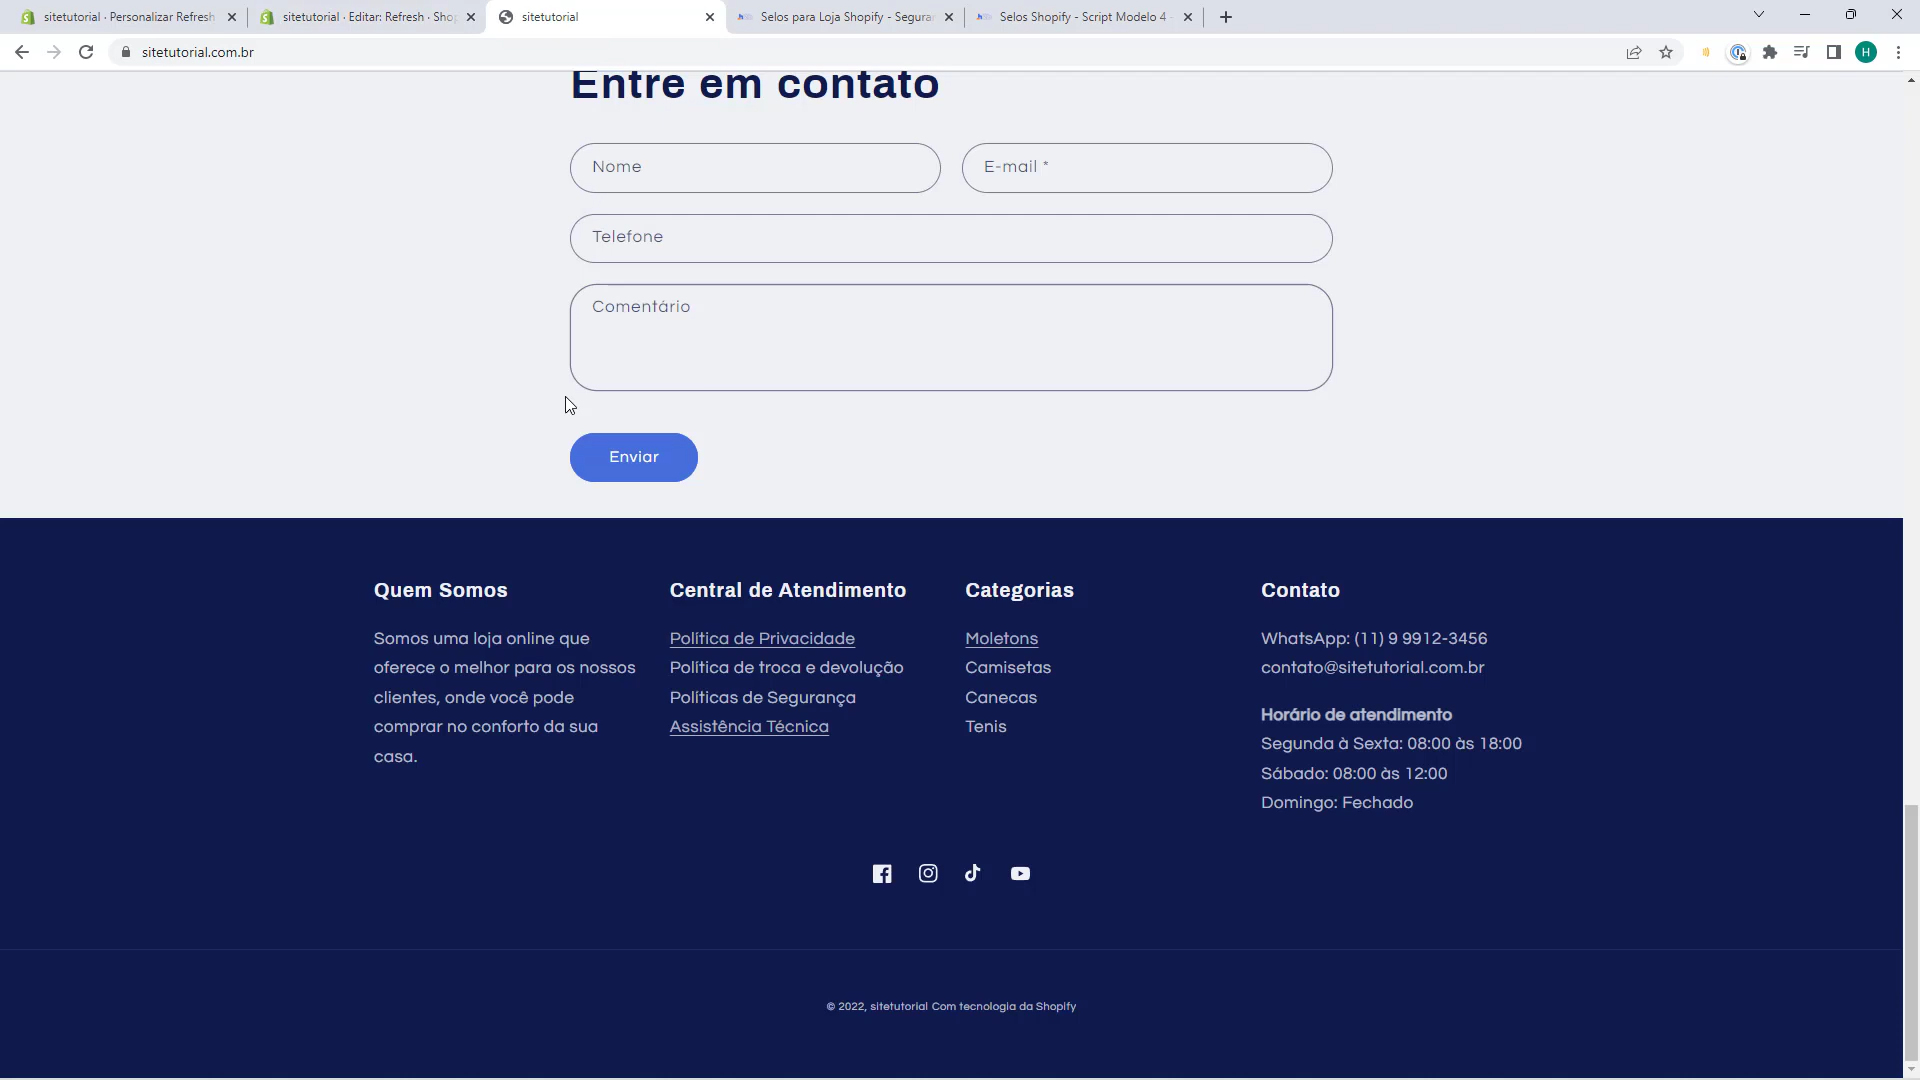 sitetutorial · Personalizar Refresh
sitetutorial · Editar: Refresh · Shop
sitetutorial
Selos para Loja Shopify - Seguran
Selos Shopify - Script Modelo 4 -
sitetutorial.com.br
H
Entre em contato
Nome
E-mail *
Telefone
Comentário
Enviar
Quem Somos
Somos uma loja online que
oferece o melhor para os nossos
clientes, onde você pode
comprar no conforto da sua
casa.
Central de Atendimento
Política de Privacidade
Política de troca e devolução
Políticas de Segurança
Assistência Técnica
Categorias
Moletons
Camisetas
Canecas
Tenis
Contato
WhatsApp: (11) 9 9912-3456
contato@sitetutorial.com.br
Horário de atendimento
Segunda à Sexta: 08:00 às 18:00
Sábado: 08:00 às 12:00
Domingo: Fechado
© 2022, sitetutorial Com tecnologia da Shopify